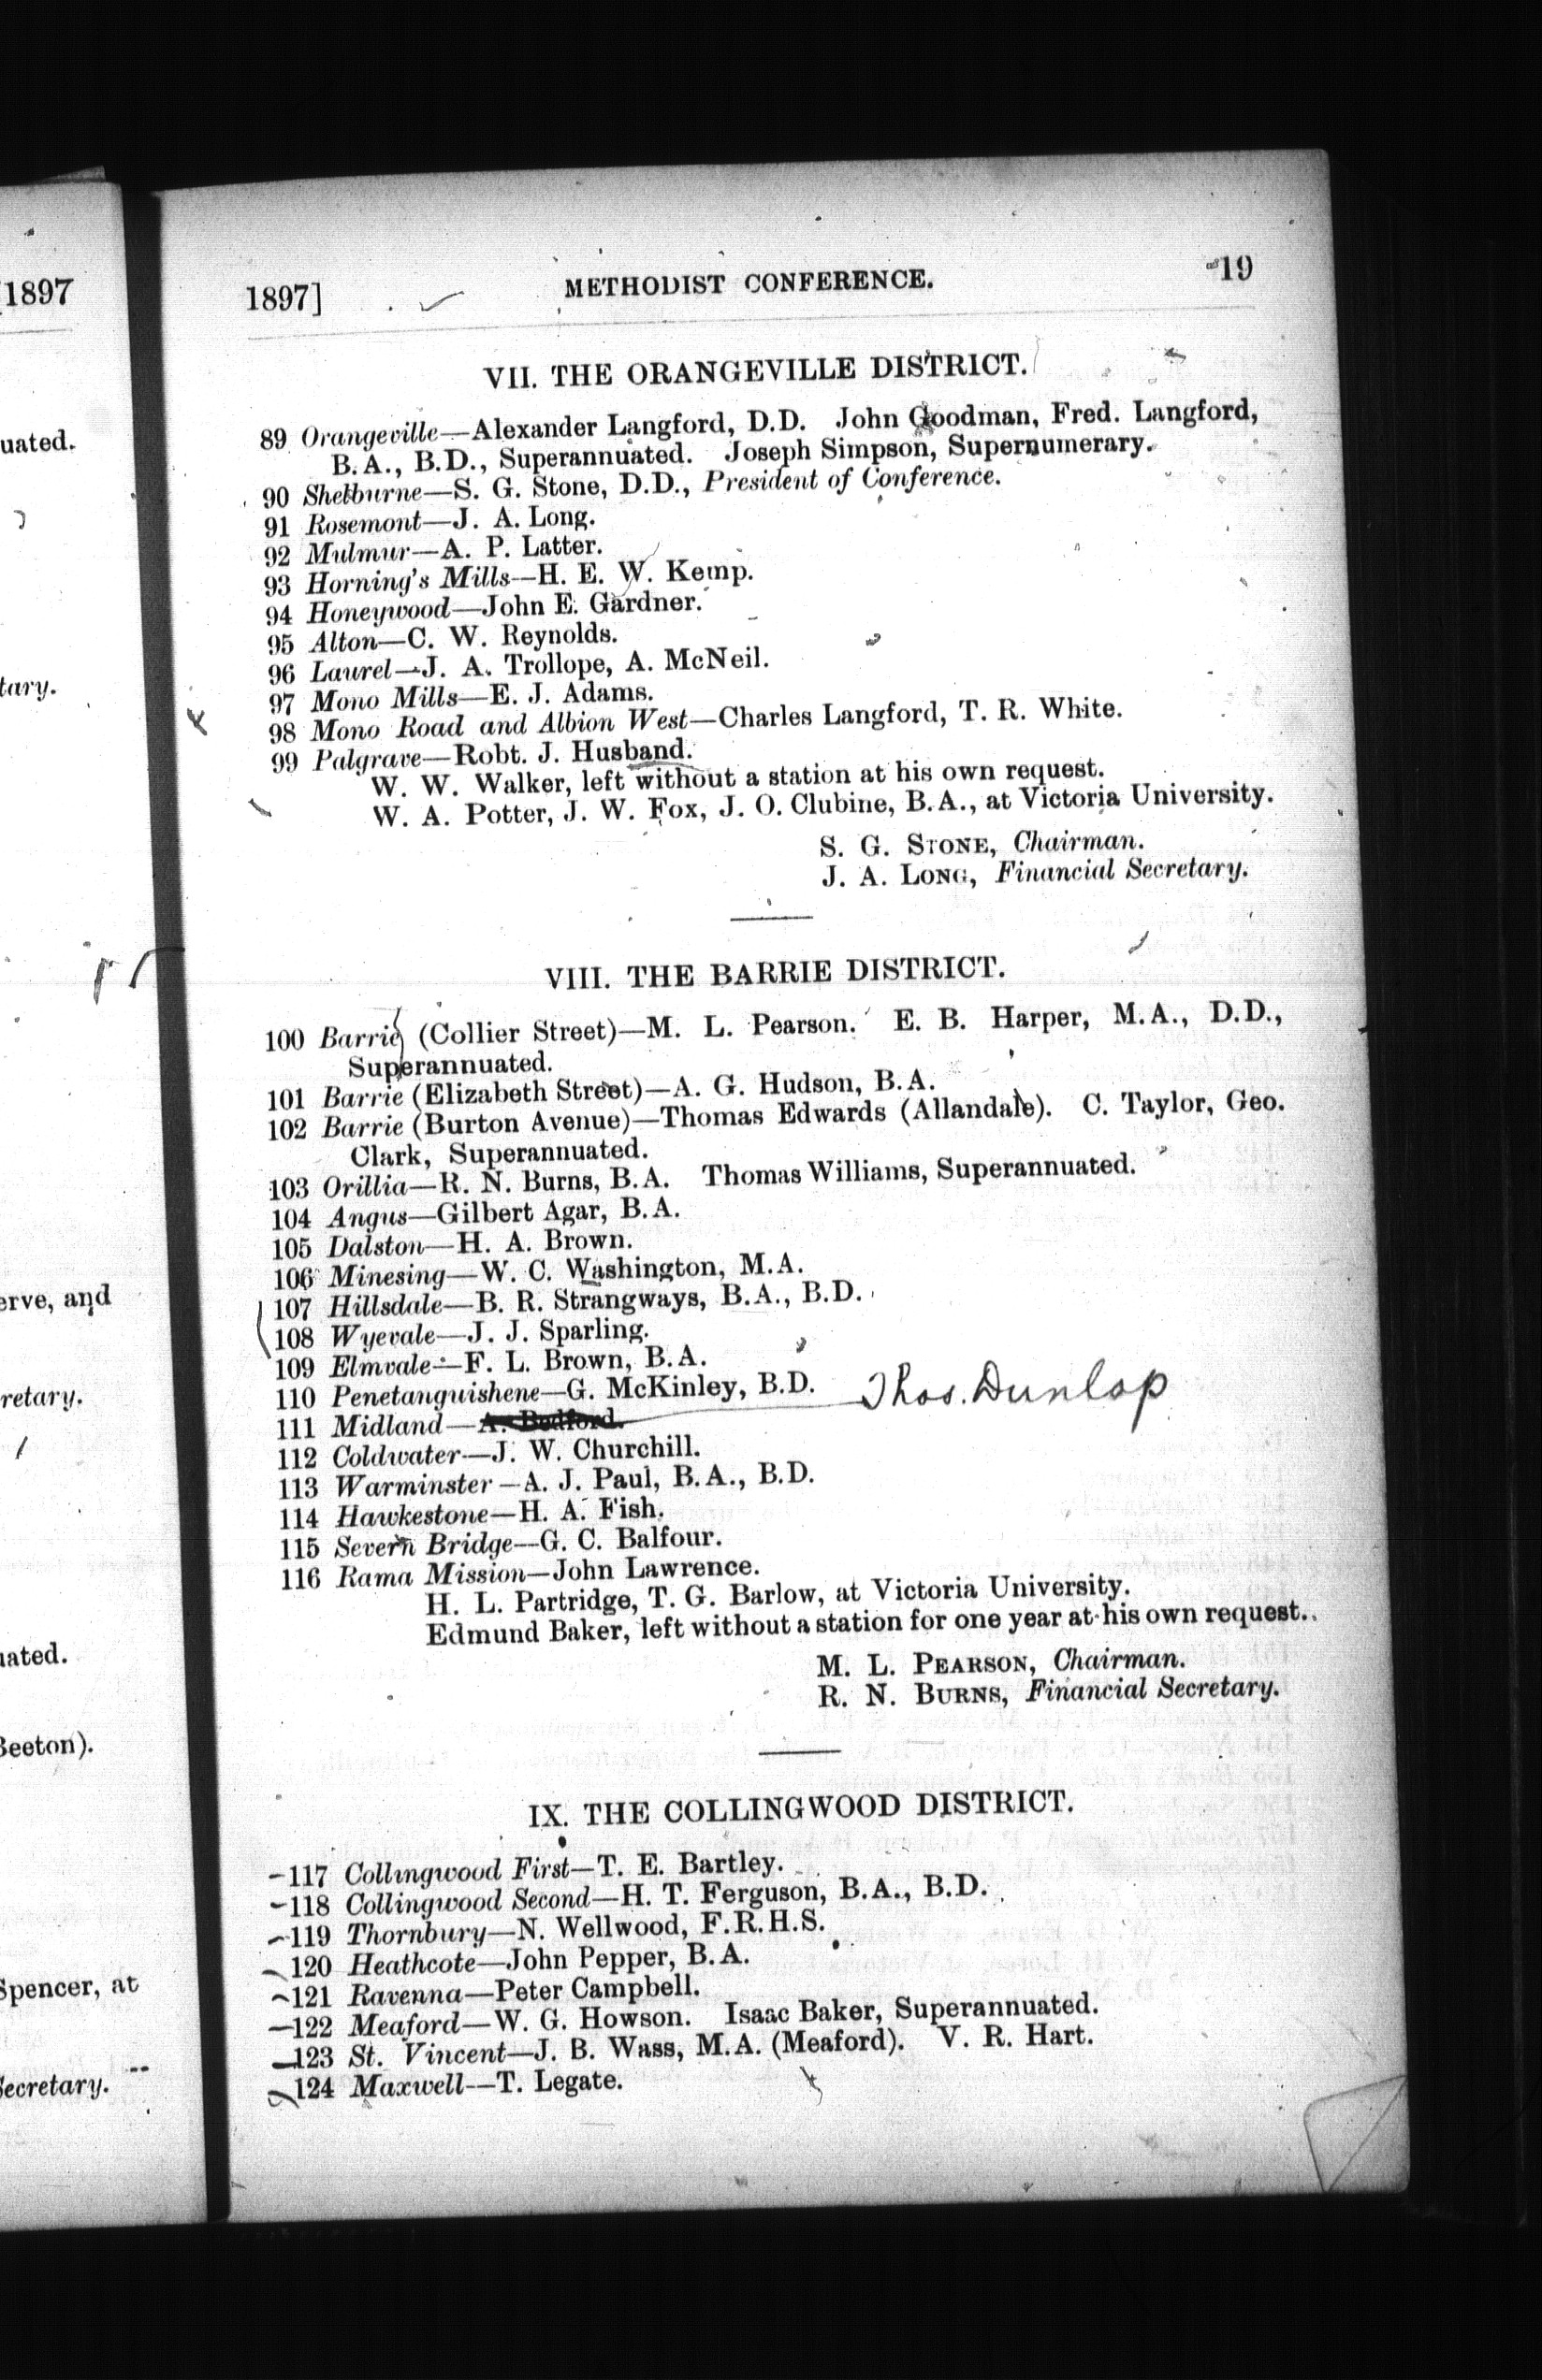 [1897
uated.
tary.
erve, and
retary.
uated.
Beeton).
Spencer, at
Secretary.
1897] METHODIST CONFERENCE. 19
VII. THE ORANGEVILLE DISTRICT.
89 Orangeville—Alexander Langford, D.D. John Goodman, Fred. Langford,
B.A., B.D., Superannuated. Joseph Simpson, Supernumerary.
90 Shelburne—S. G. Stone, D.D., President of Conference.
91 Rosemont—J. A. Long.
92 Mulmur—A. P. Latter.
93 Horning's Mills—H. E. W. Kemp.
94 Honeywood—John E. Gardner.
95 Alton—C. W. Reynolds.
96 Laurel—J. A. Trollope, A. McNeil.
97 Mono Mills—E. J. Adams.
98 Mono Road and Albion West—Charles Langford, T. R. White.
99 Palgrave—Robt. J. Husband.
W. W. Walker, left without a station at his own request.
W. A. Potter, J. W. Fox, J. O. Clubine, B.A., at Victoria University.
S. G. STONE, Chairman.
J. A. LONG, Financial Secretary.
VIII. THE BARRIE DISTRICT.
100 Barrie (Collier Street)—M. L. Pearson. E. B. Harper, M.A., D.D.,
Superannuated.
101 Barrie (Elizabeth Street)—A. G. Hudson, B.A.
102 Barrie (Burton Avenue)—Thomas Edwards (Allandale). C. Taylor, Geo.
Clark, Superannuated.
103 Orillia—R. N. Burns, B.A. Thomas Williams, Superannuated.
104 Angus—Gilbert Agar, B.A.
105 Dalston—H. A. Brown.
106 Minesing—W. C. Washington, M.A.
107 Hillsdale—B. R. Strangways, B.A., B.D.
108 Wyevale—J. J. Sparling.
109 Elmvale—F. L. Brown, B.A.
110 Penetanguishene—G. McKinley, B.D.
111 Midland—A. Bedford. Thos. Dunlop
112 Coldwater—J. W. Churchill.
113 Warminster—A. J. Paul, B.A., B.D.
114 Hawkestone—H. A. Fish.
115 Severn Bridge—G. C. Balfour.
116 Rama Mission—John Lawrence.
H. L. Partridge, T. G. Barlow, at Victoria University.
Edmund Baker, left without a station for one year at his own request.
M. L. PEARSON, Chairman.
R. N. BURNS, Financial Secretary.
IX. THE COLLINGWOOD DISTRICT.
117 Collingwood First—T. E. Bartley.
118 Collingwood Second—H. T. Ferguson, B.A., B.D.
119 Thornbury—N. Wellwood, F.R.H.S.
120 Heathcote—John Pepper, B.A.
121 Ravenna—Peter Campbell.
122 Meaford—W. G. Howson. Isaac Baker, Superannuated.
123 St. Vincent—J. B. Wass, M.A. (Meaford). V. R. Hart.
124 Maxwell—T. Legate.